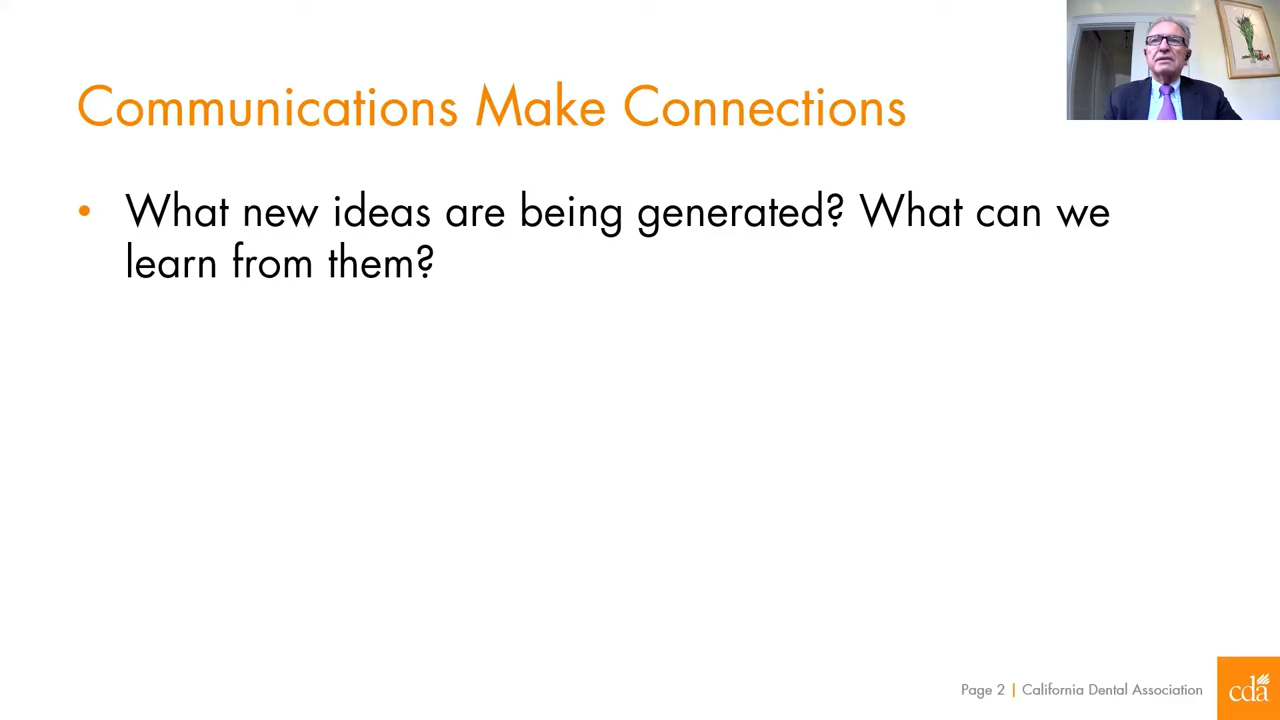 Communications Make Connections
• What new ideas are being generated? What can we
learn from them?
Page 2 | California Dental Association
cda